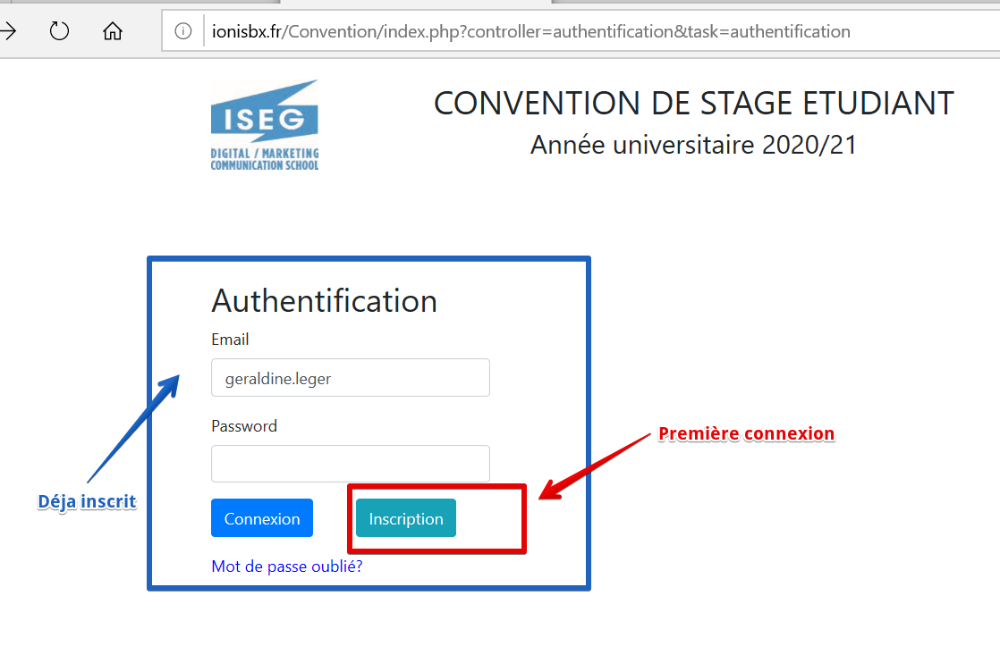 ionisbx.fr/Convention/index.php?controller=authentification&task=authentification
ISEG
DIGITAL / MARKETING
COMMUNICATION SCHOOL
CONVENTION DE STAGE ETUDIANT
Année universitaire 2020/21
Authentification
Email
geraldine.leger
Password
Première connexion
Déja inscrit
Connexion
Inscription
Mot de passe oublié?